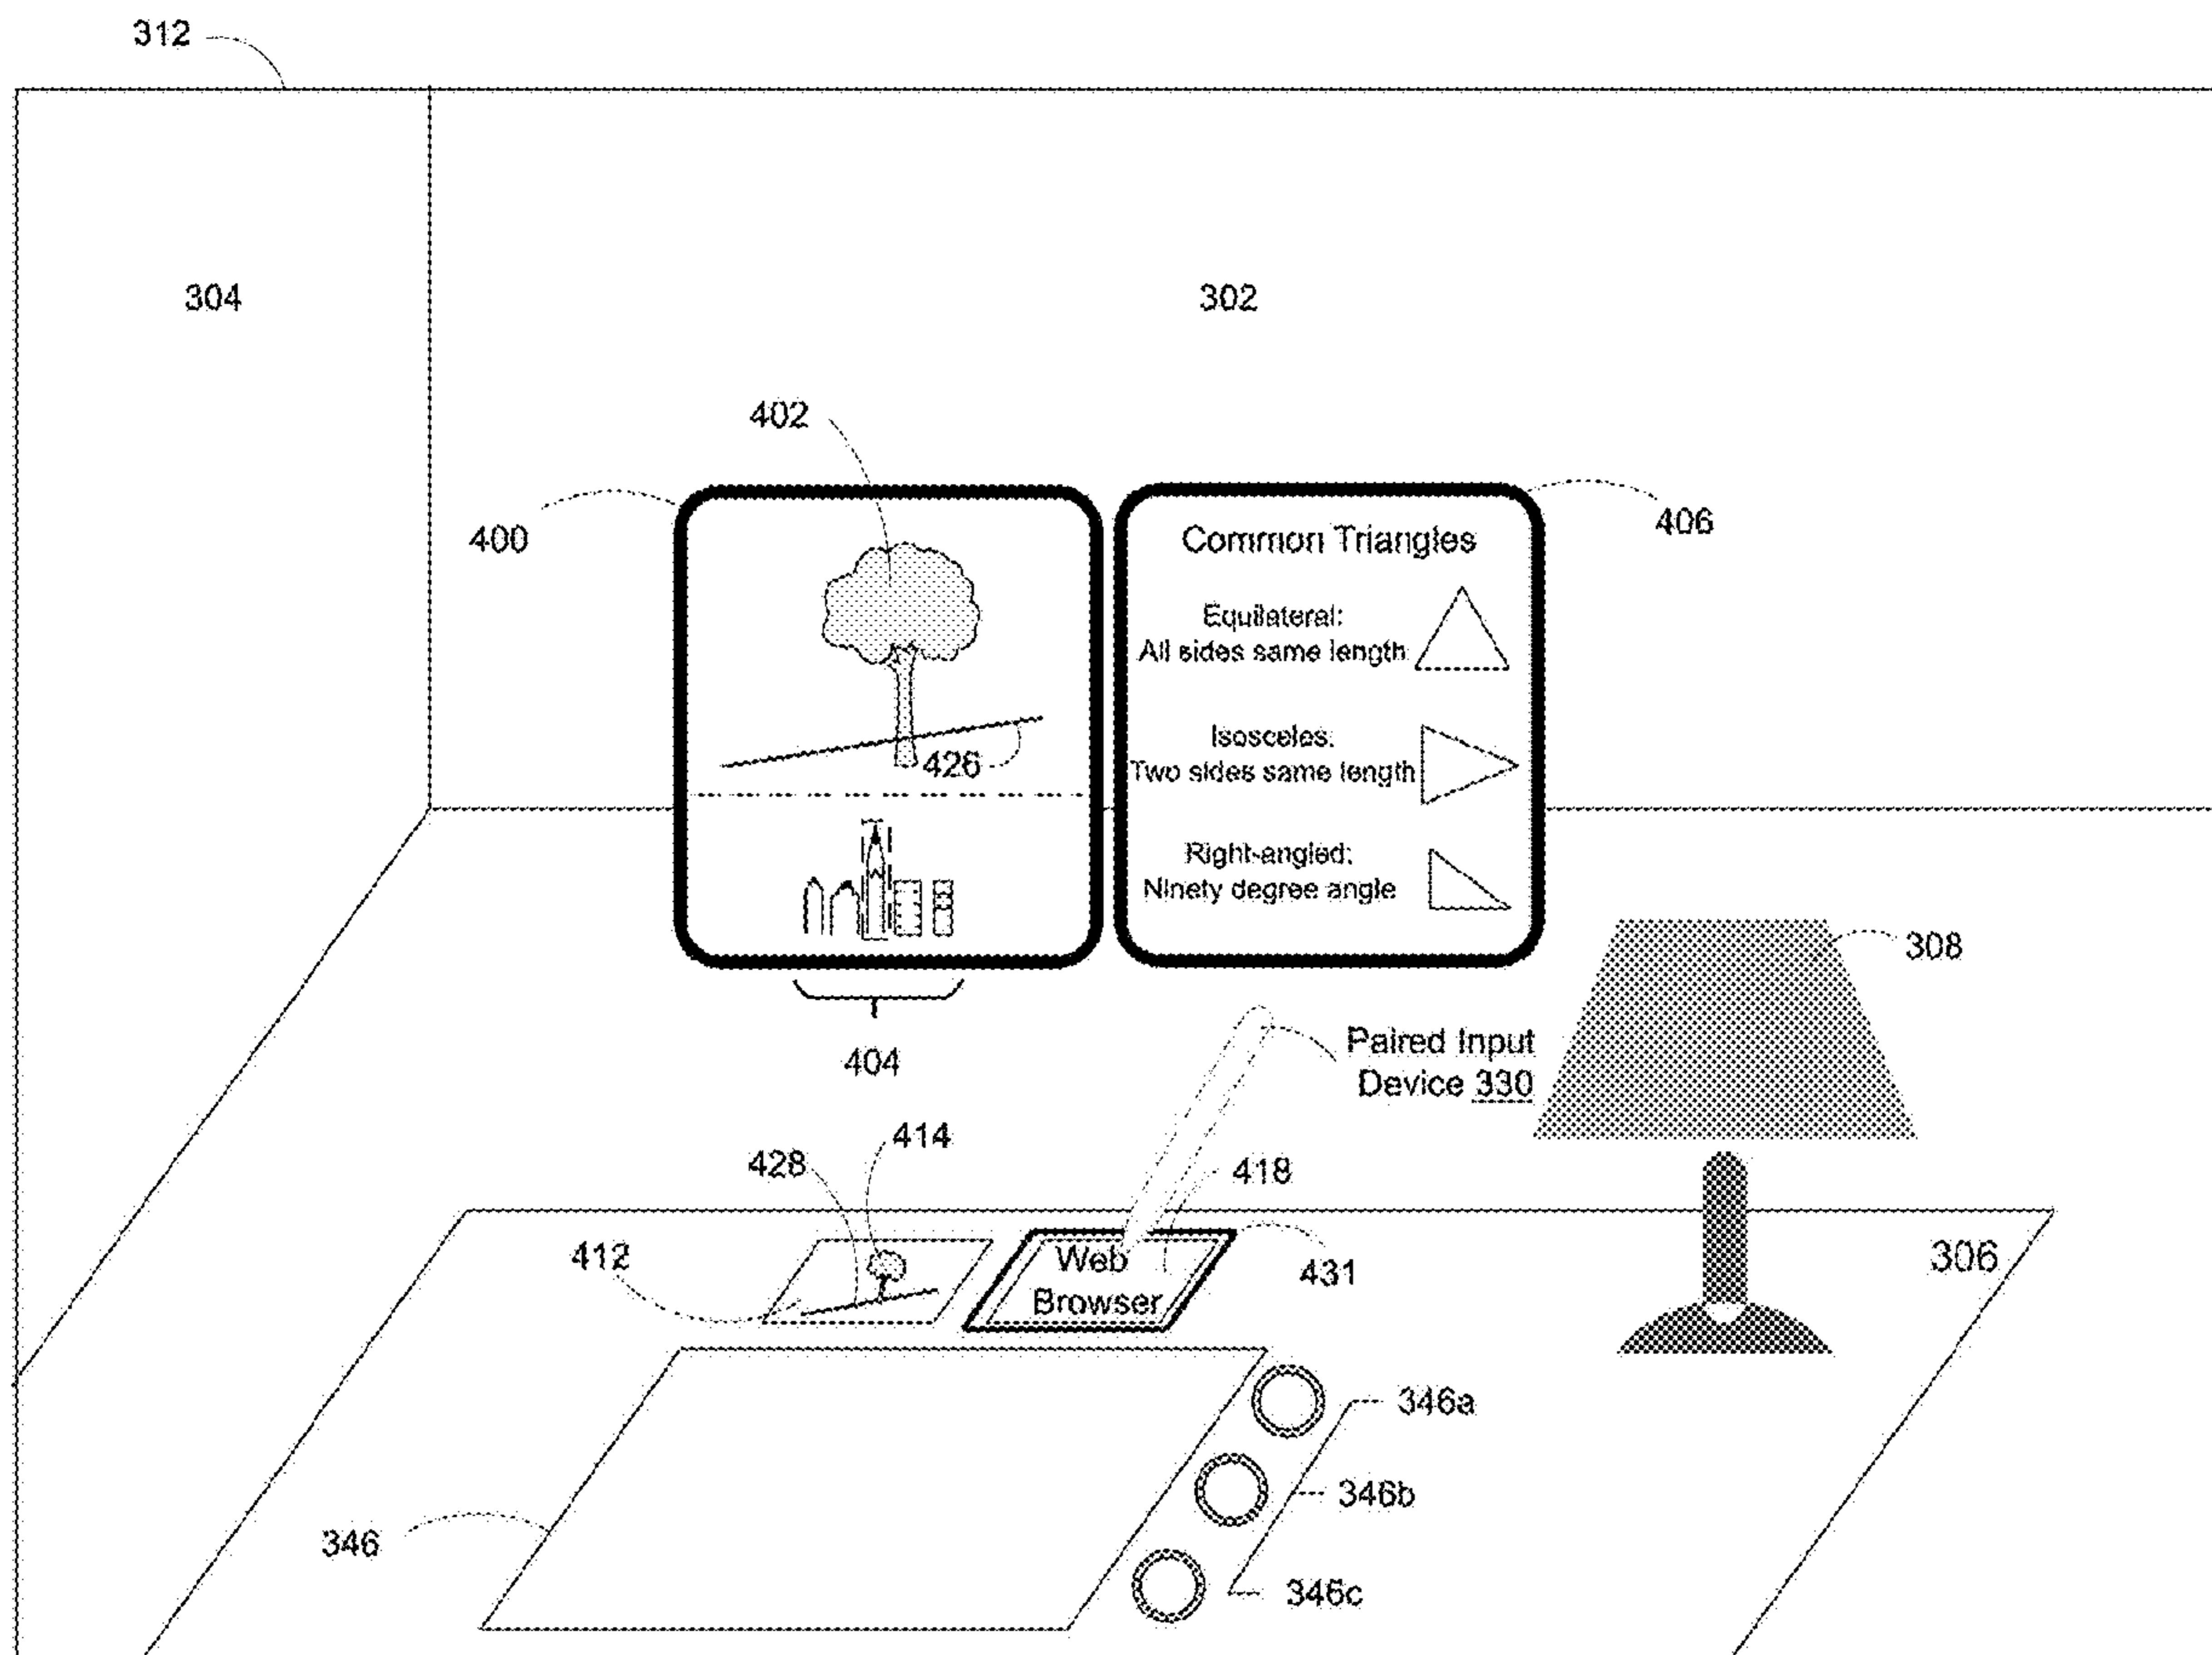 312
304
302
402
400
406
Common Triangles
Equilateral:
All sides same length
Isosceles:
Two sides same length
426
Right-angled:
Ninety degree angle
308
404
Paired Input
Device 330
414
428
418
412
Web
Browser
431
306
346a
346b
346
346c